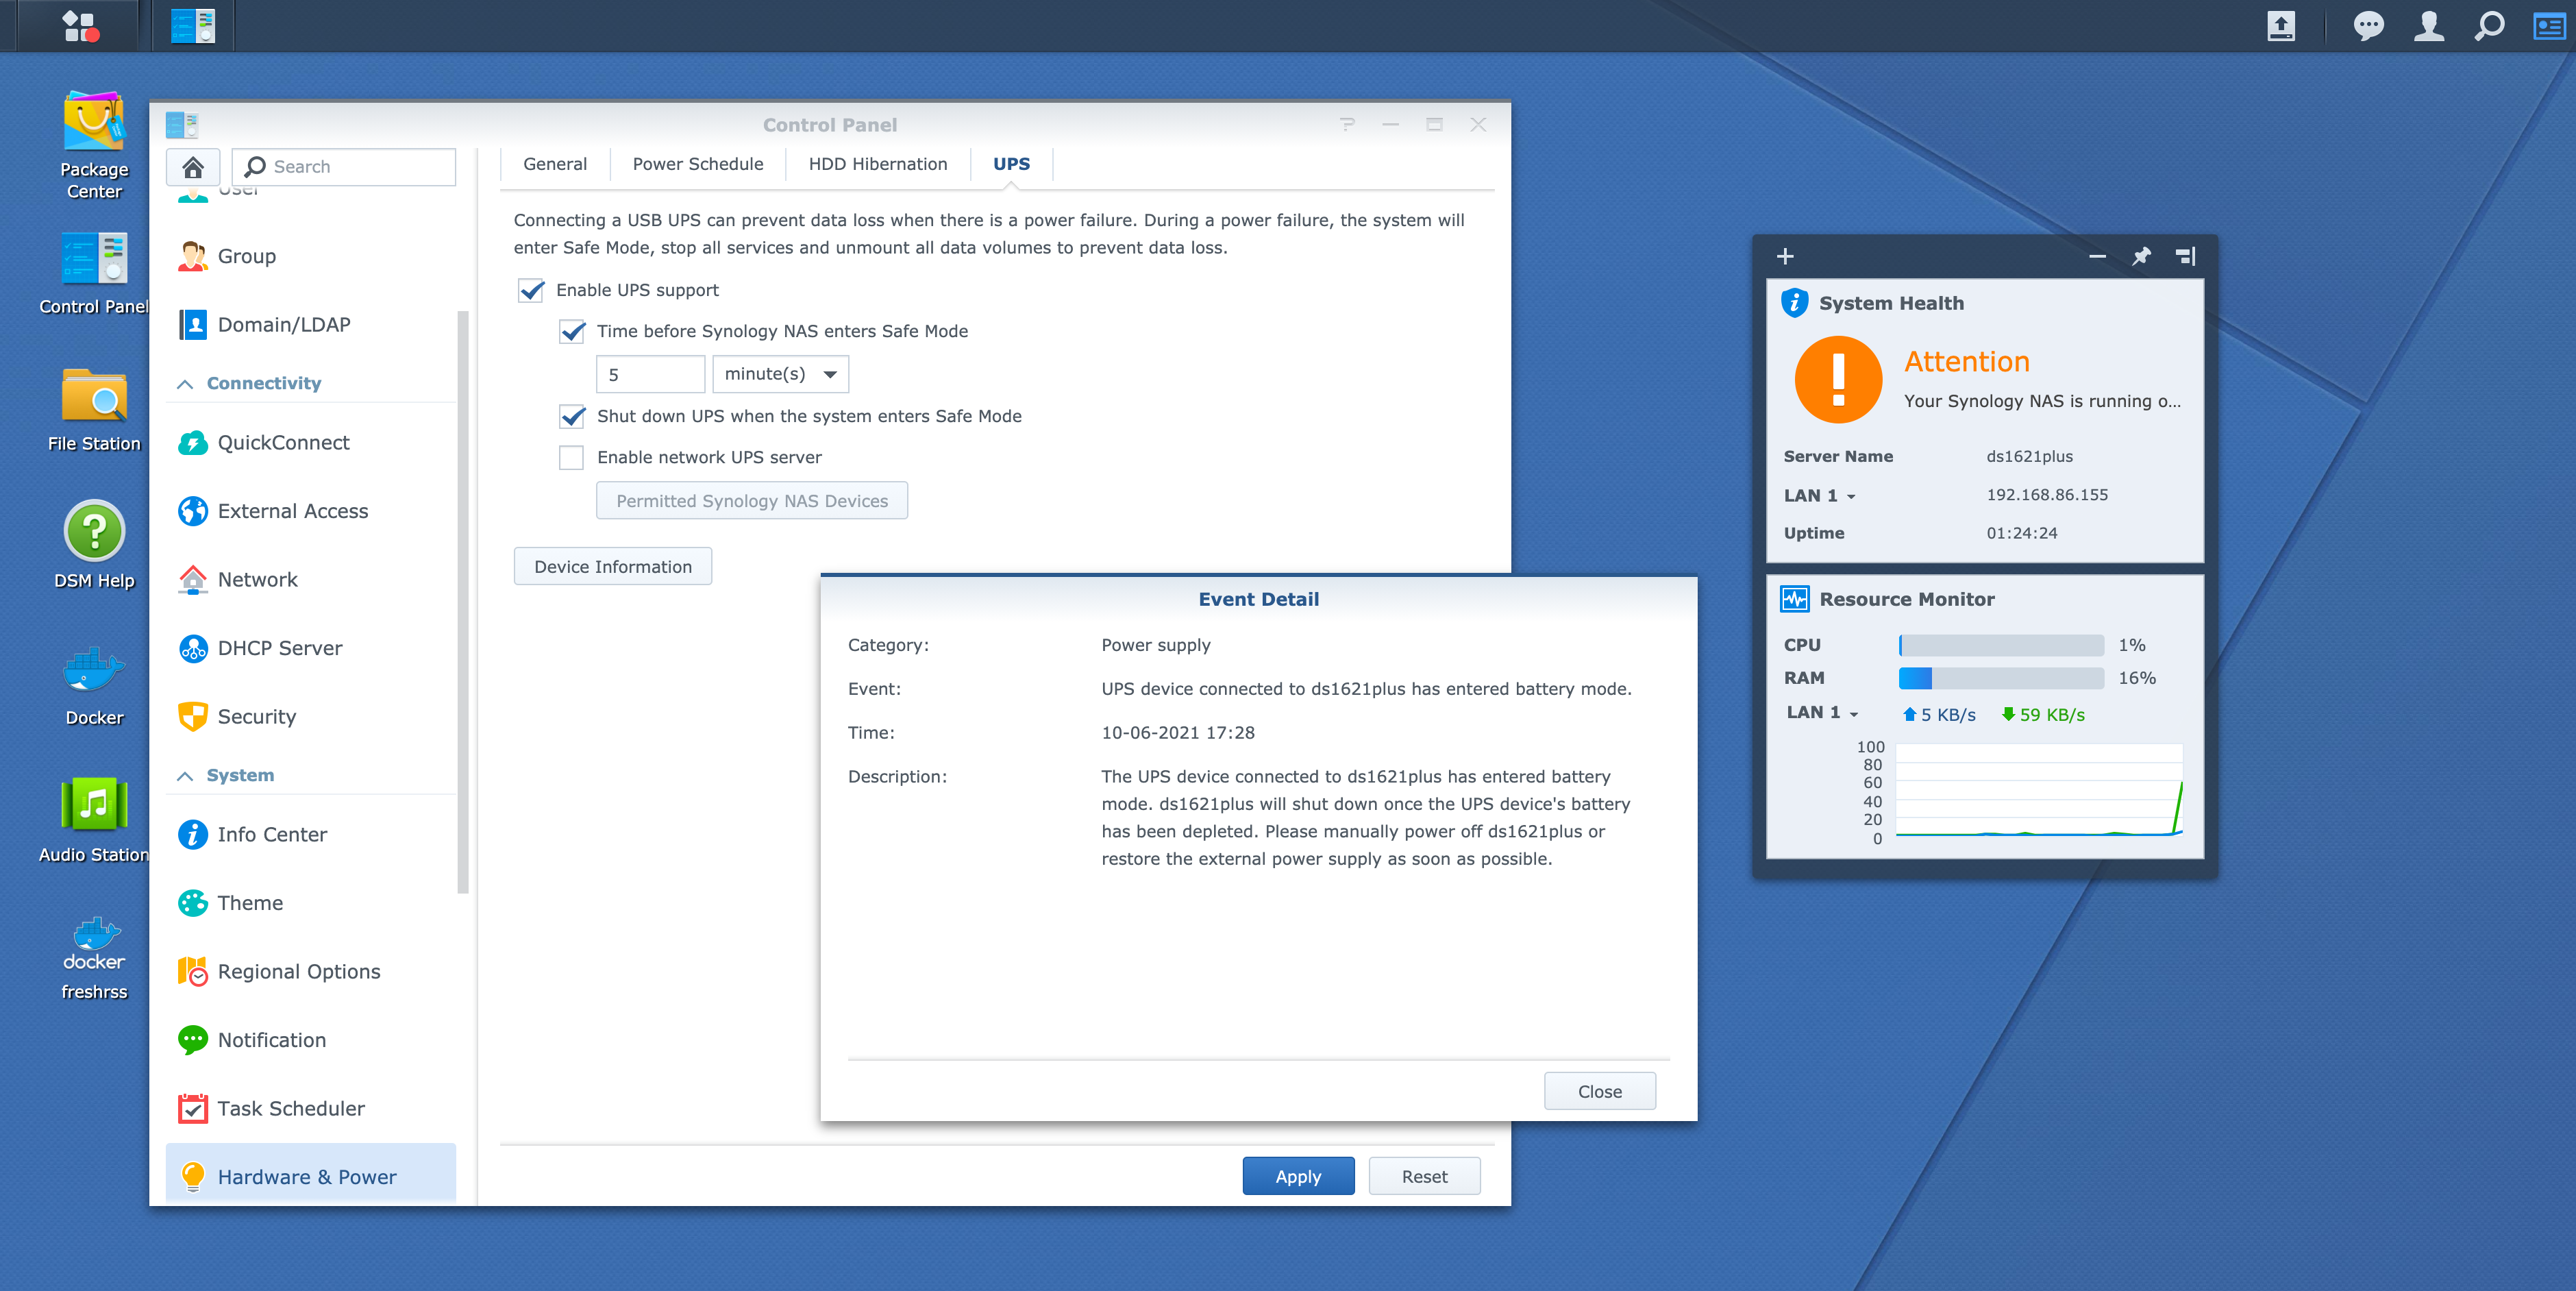 Package
Center
Control Panel
File Station
DSM Help
Docker
Audio Station
docker
freshrss
Control Panel
Search
User
Group
Domain/LDAP
Connectivity
QuickConnect
External Access
Network
DHCP Server
Security
System
Info Center
Theme
Regional Options
Notification
Task Scheduler
Hardware & Power
General
Power Schedule
HDD Hibernation
UPS
Connecting a USB UPS can prevent data loss when there is a power failure. During a power failure, the system will
enter Safe Mode, stop all services and unmount all data volumes to prevent data loss.
Enable UPS support
Time before Synology NAS enters Safe Mode
5 minute(s)
Shut down UPS when the system enters Safe Mode
Enable network UPS server
Permitted Synology NAS Devices
Device Information
Event Detail
Category: Power supply
Event: UPS device connected to ds1621plus has entered battery mode.
Time: 10-06-2021 17:28
Description: The UPS device connected to ds1621plus has entered battery
mode. ds1621plus will shut down once the UPS device's battery
has been depleted. Please manually power off ds1621plus or
restore the external power supply as soon as possible.
Close
Apply
Reset
System Health
Attention
Your Synology NAS is running o...
Server Name ds1621plus
LAN 1 192.168.86.155
Uptime 01:24:24
Resource Monitor
CPU 1%
RAM 16%
LAN 1 5 KB/s 59 KB/s
100
80
60
40
20
0